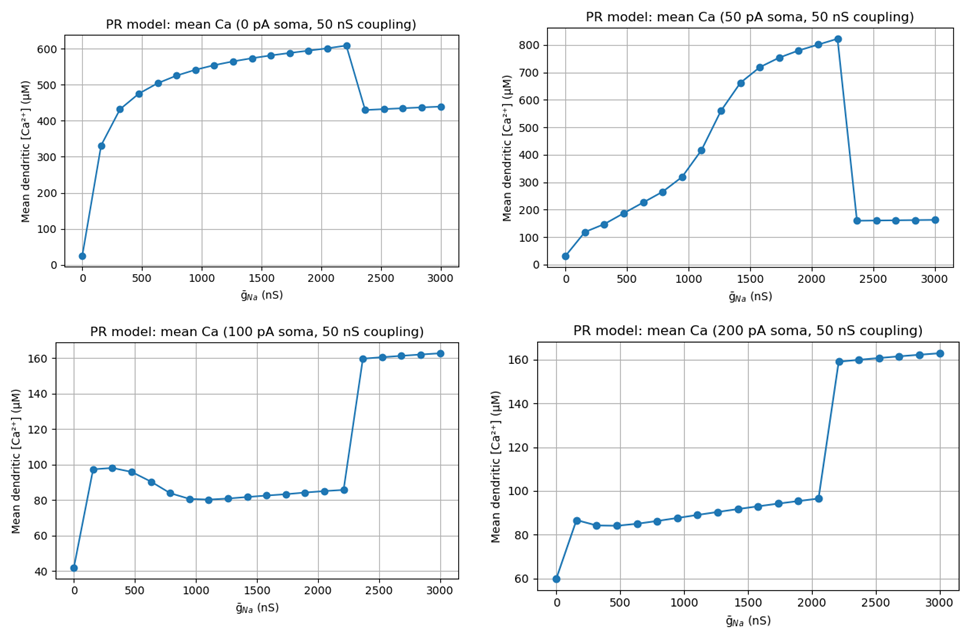 PR model: mean Ca (0 pA soma, 50 nS coupling)
Mean dendritic [Ca²⁺] (μM)
600
500
400
300
200
100
0
0 500 1000 1500 2000 2500 3000
ḡNa (nS)
PR model: mean Ca (50 pA soma, 50 nS coupling)
Mean dendritic [Ca²⁺] (μM)
800
700
600
500
400
300
200
100
0
0 500 1000 1500 2000 2500 3000
ḡNa (nS)
PR model: mean Ca (100 pA soma, 50 nS coupling)
Mean dendritic [Ca²⁺] (μM)
160
140
120
100
80
60
40
0 500 1000 1500 2000 2500 3000
ḡNa (nS)
PR model: mean Ca (200 pA soma, 50 nS coupling)
Mean dendritic [Ca²⁺] (μM)
160
140
120
100
80
60
0 500 1000 1500 2000 2500 3000
ḡNa (nS)